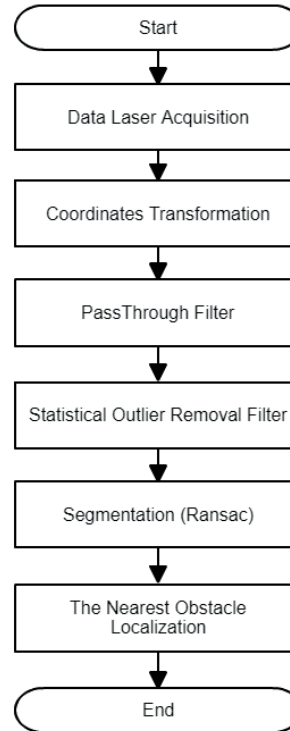 Start
Data Laser Acquisition
Coordinates Transformation
PassThrough Filter
Statistical Outlier Removal Filter
Segmentation (Ransac)
The Nearest Obstacle
Localization
End